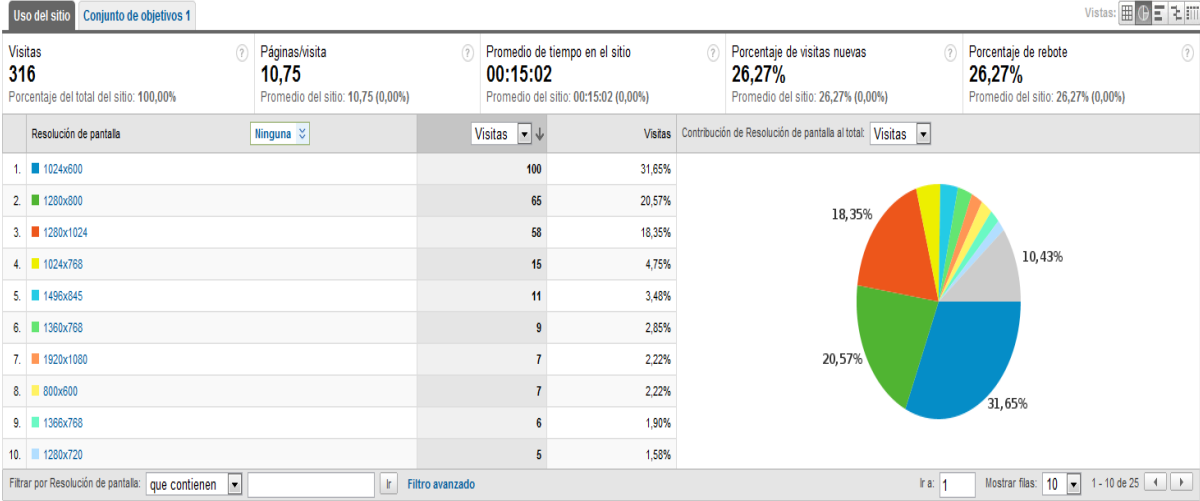 Uso del sitio Conjunto de objetivos 1 Vistas:
Visitas ? Páginas/visita ? Promedio de tiempo en el sitio ? Porcentaje de visitas nuevas ? Porcentaje de rebote ?
316 10,75 00:15:02 26,27% 26,27%
Porcentaje del total del sitio: 100,00% Promedio del sitio: 10,75 (0,00%) Promedio del sitio: 00:15:02 (0,00%) Promedio del sitio: 26,27% (0,00%) Promedio del sitio: 26,27% (0,00%)
Resolución de pantalla Ninguna Visitas Visitas Contribución de Resolución de pantalla al total: Visitas
1. 1024x600 100 31,65%
2. 1280x800 65 20,57%
3. 1280x1024 58 18,35%
4. 1024x768 15 4,75%
5. 1496x845 11 3,48%
6. 1360x768 9 2,85%
7. 1920x1080 7 2,22%
8. 800x600 7 2,22%
9. 1366x768 6 1,90%
10. 1280x720 5 1,58%
18,35%
10,43%
20,57%
31,65%
Filtrar por Resolución de pantalla: que contienen Ir Filtro avanzado Ir a: 1 Mostrar filas: 10 1 - 10 de 25